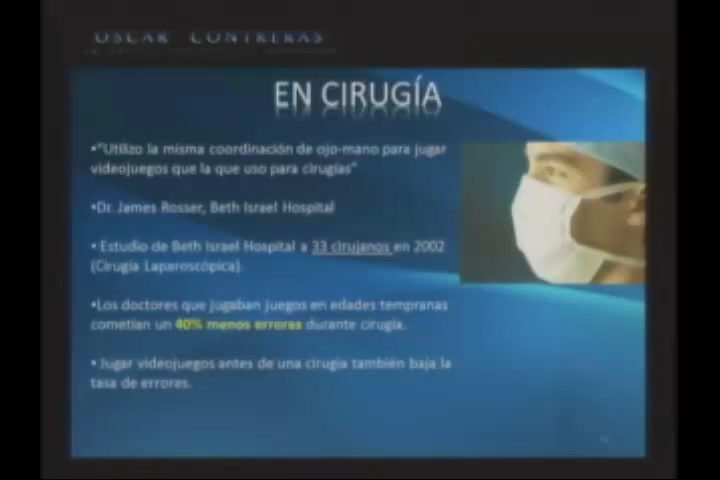 OSCAR CONTRERAS
EN CIRUGÍA
•"Utilizo la misma coordinación de ojo-mano para jugar
videojuegos que la que uso para cirugías"
•Dr. James Rosser, Beth Israel Hospital
• Estudio de Beth Israel Hospital a 33 cirujanos en 2002
(Cirugía Laparoscópica).
•Los doctores que jugaban juegos en edades tempranas
cometían un 40% menos errores durante cirugía.
• Jugar videojuegos antes de una cirugía también baja la
tasa de errores.